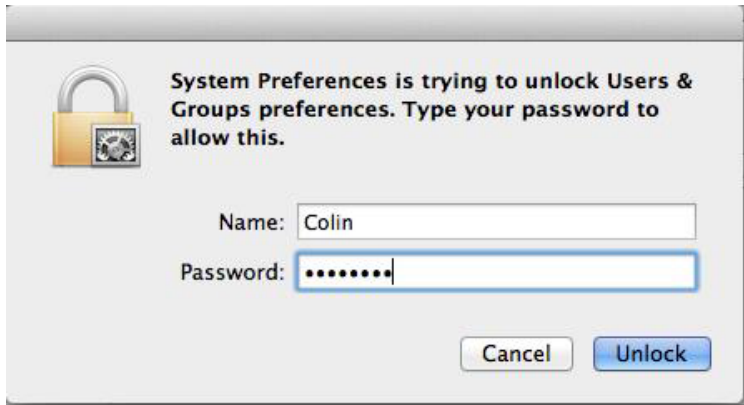 System Preferences is trying to unlock Users &
Groups preferences. Type your password to
allow this.
Name: Colin
Password: ••••••••
Cancel Unlock